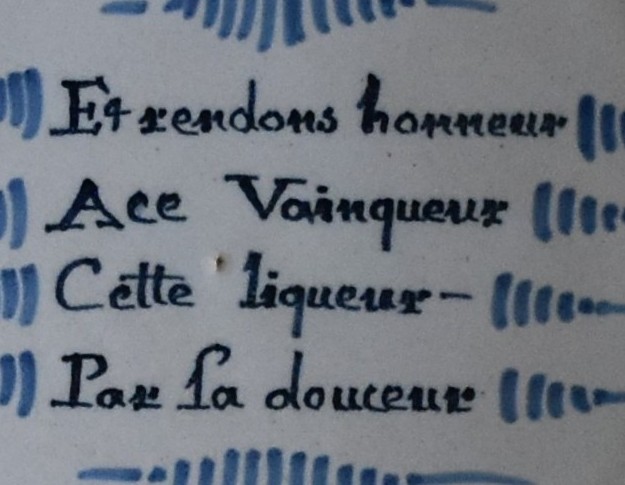 Et rendons honneur
Ace Vainqueur
Cette liqueur-
Par sa douceur